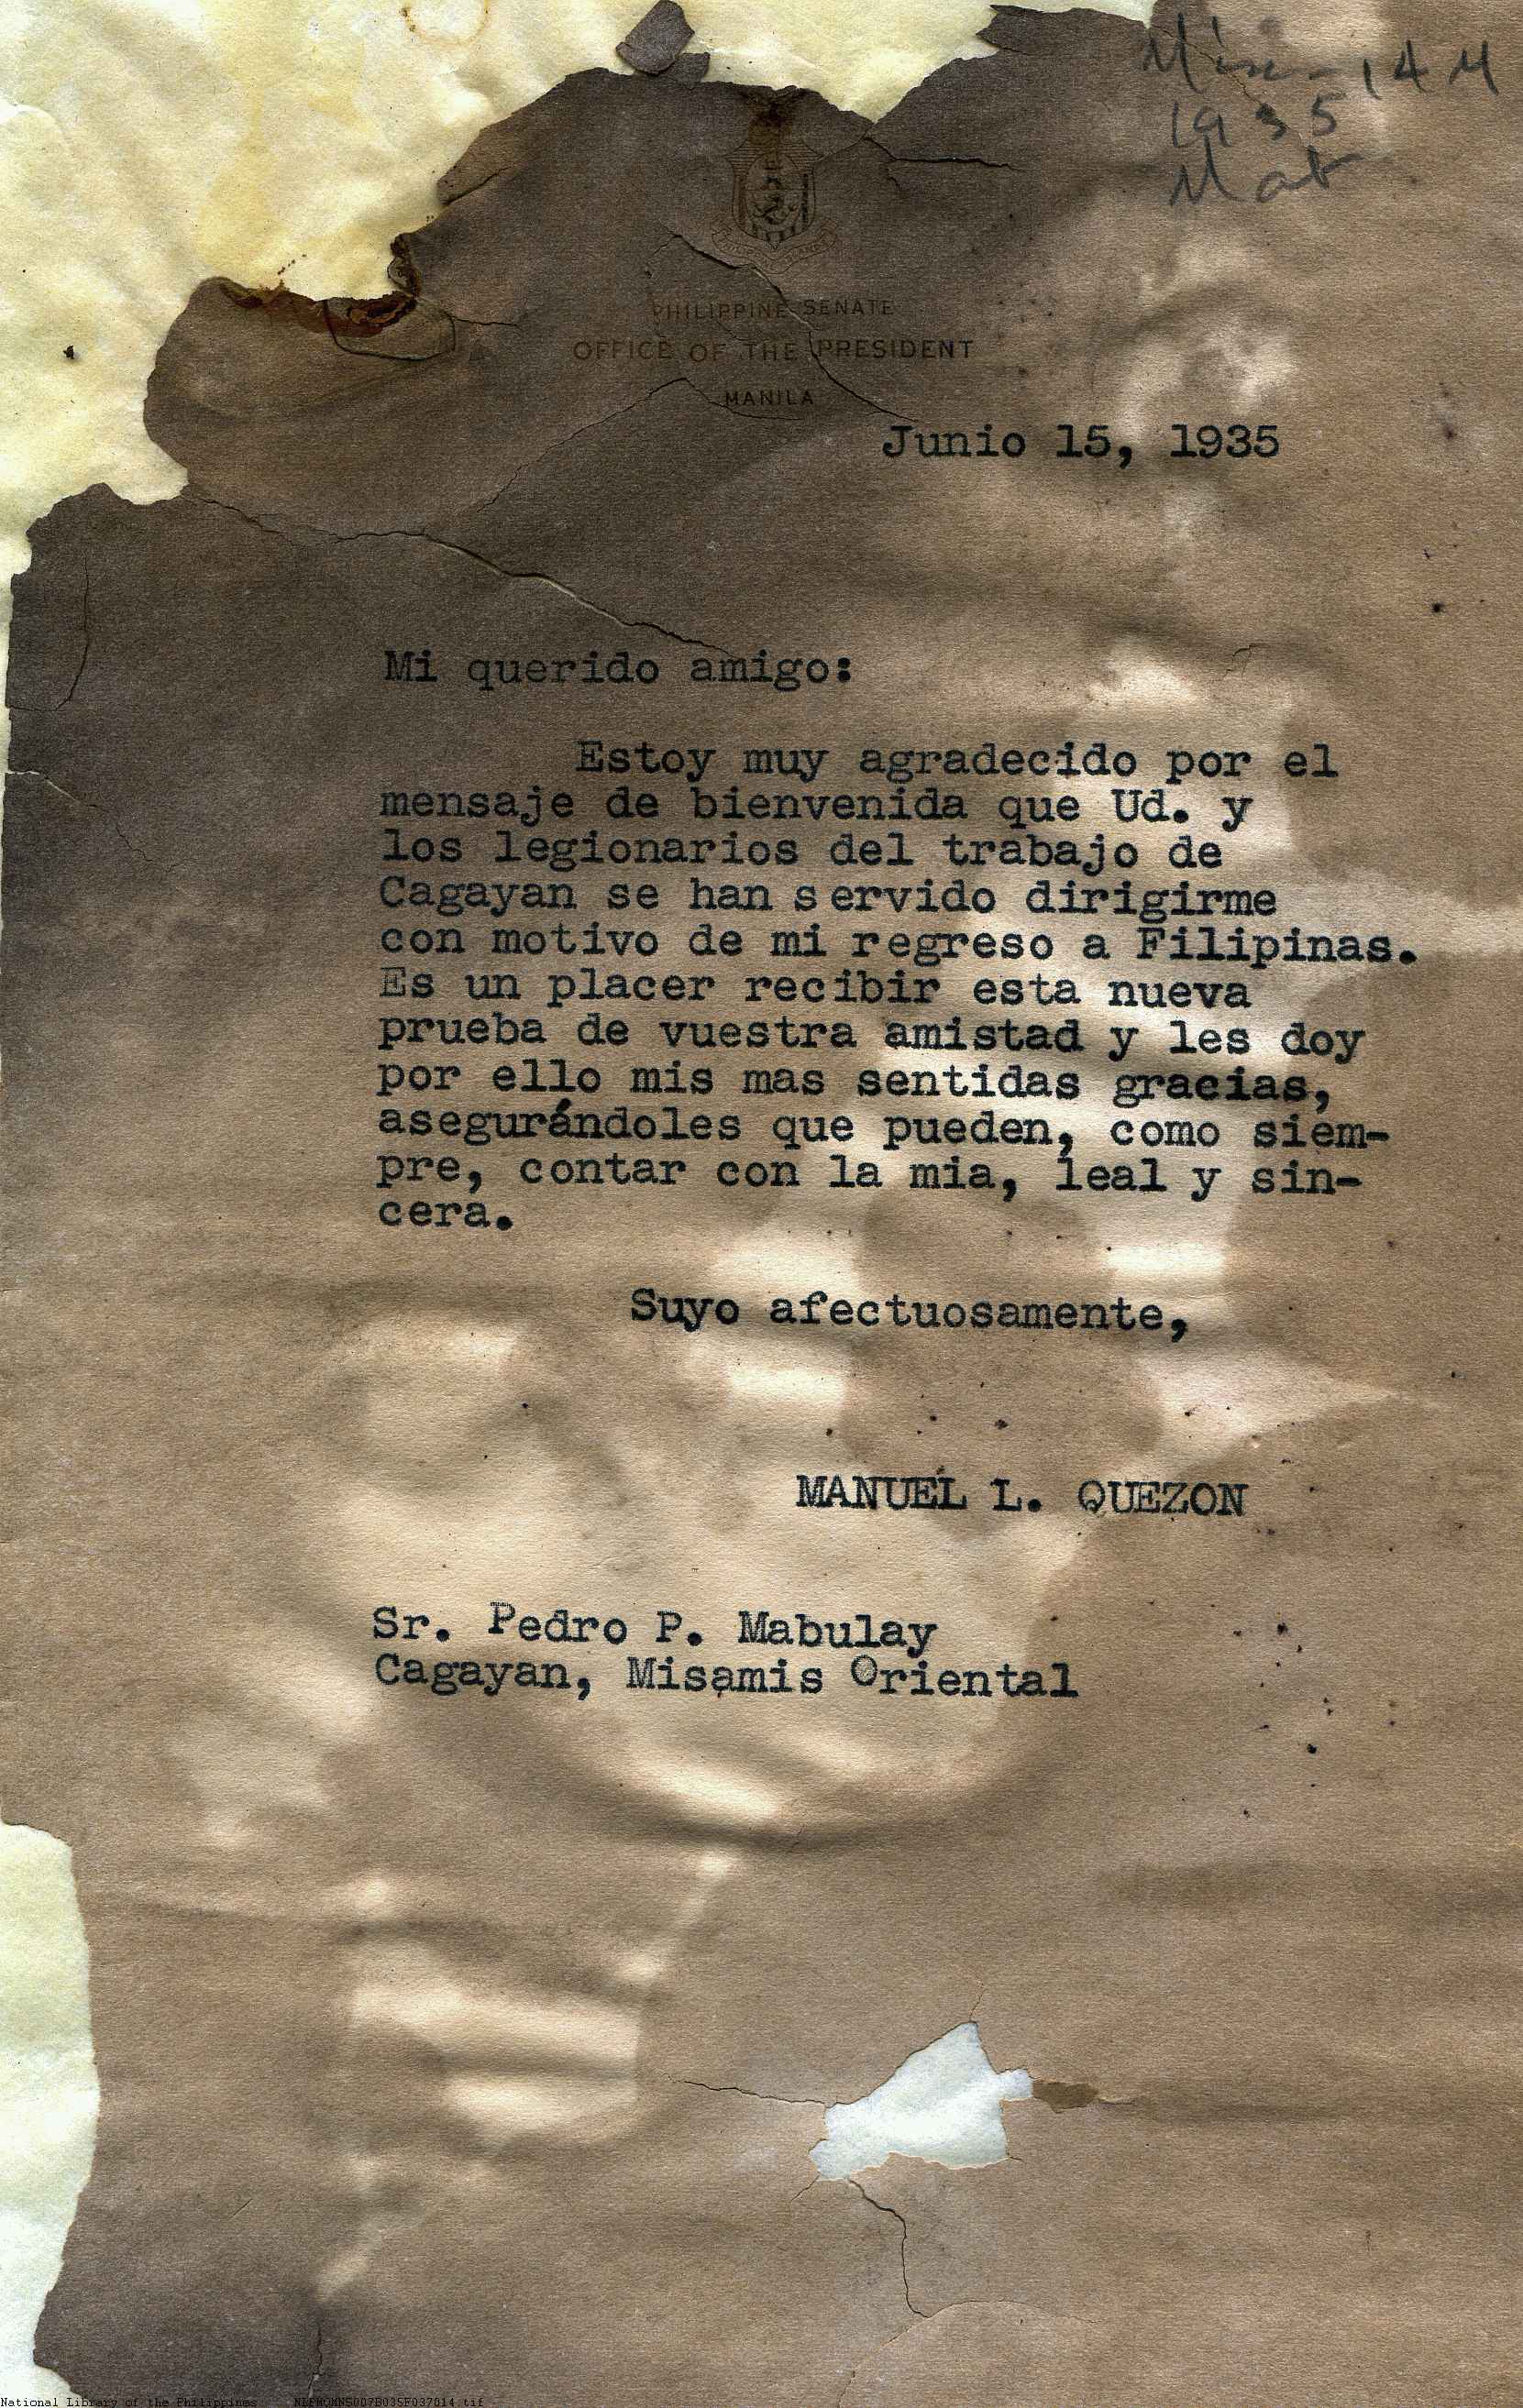 1935
PHILIPPINE SENATE
OFFICE OF THE PRESIDENT
MANILA
Junio 15, 1935
Mi querido amigo:
Estoy muy agradecido por el
mensaje de bienvenida que Ud. y
los legionarios del trabajo de
Cagayan se han servido dirigirme
con motivo de mi regreso a Filipinas.
Es un placer recibir esta nueva
prueba de vuestra amistad y les doy
por ello mis mas sentidas gracias,
asegurándoles que pueden, como siem-
pre, contar con la mia, leal y sin-
cera.
Suyo afectuosamente,
MANUEL L. QUEZON
Sr. Pedro P. Mabulay
Cagayan, Misamis Oriental
National Library of the Philippines